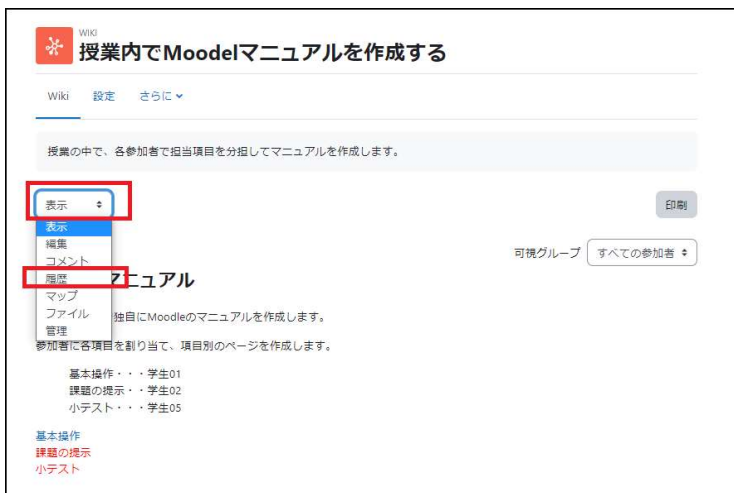 WIKI
授業内でMoodelマニュアルを作成する
Wiki 設定 さらに
授業の中で、各参加者で担当項目を分担してマニュアルを作成します。
表示 印刷
表示
編集
コメント
可視グループ すべての参加者
履歴
マニュアル
マップ
ファイル
独自にMoodleのマニュアルを作成します。
管理
参加者に各項目を割り当て、項目別のページを作成します。
基本操作・・・学生01
課題の提示・・学生02
小テスト・・・学生05
基本操作
課題の提示
小テスト